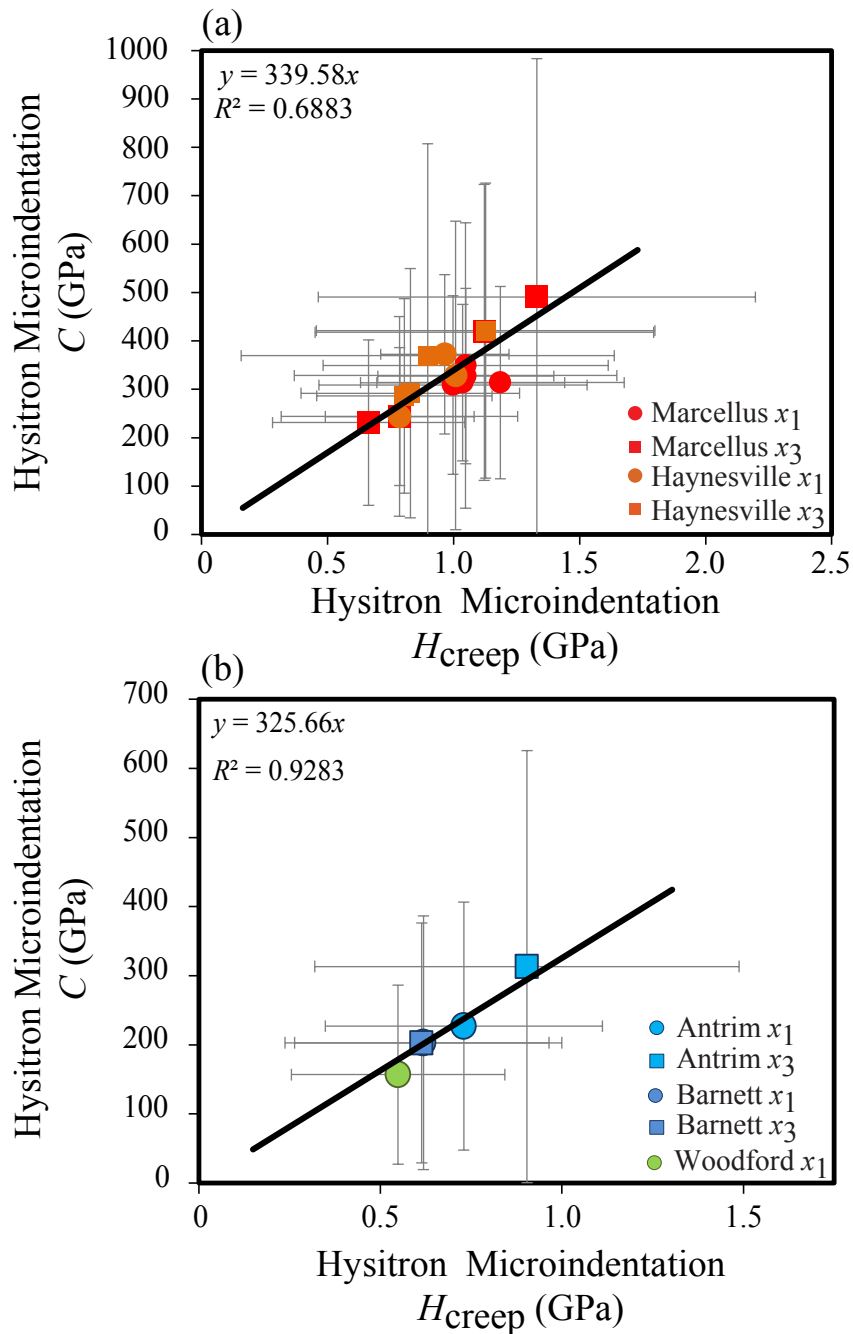 (a)
Hysitron Microindentation
C (GPa)
1000
900
800
700
600
500
400
300
200
100
0
y = 339.58x
R² = 0.6883
Marcellus x1
Marcellus x3
Haynesville x1
Haynesville x3
0 0.5 1.0 1.5 2.0 2.5
Hysitron Microindentation
Hcreep (GPa)
(b)
Hysitron Microindentation
C (GPa)
700
600
500
400
300
200
100
0
y = 325.66x
R² = 0.9283
Antrim x1
Antrim x3
Barnett x1
Barnett x3
Woodford x1
0 0.5 1.0 1.5
Hysitron Microindentation
Hcreep (GPa)